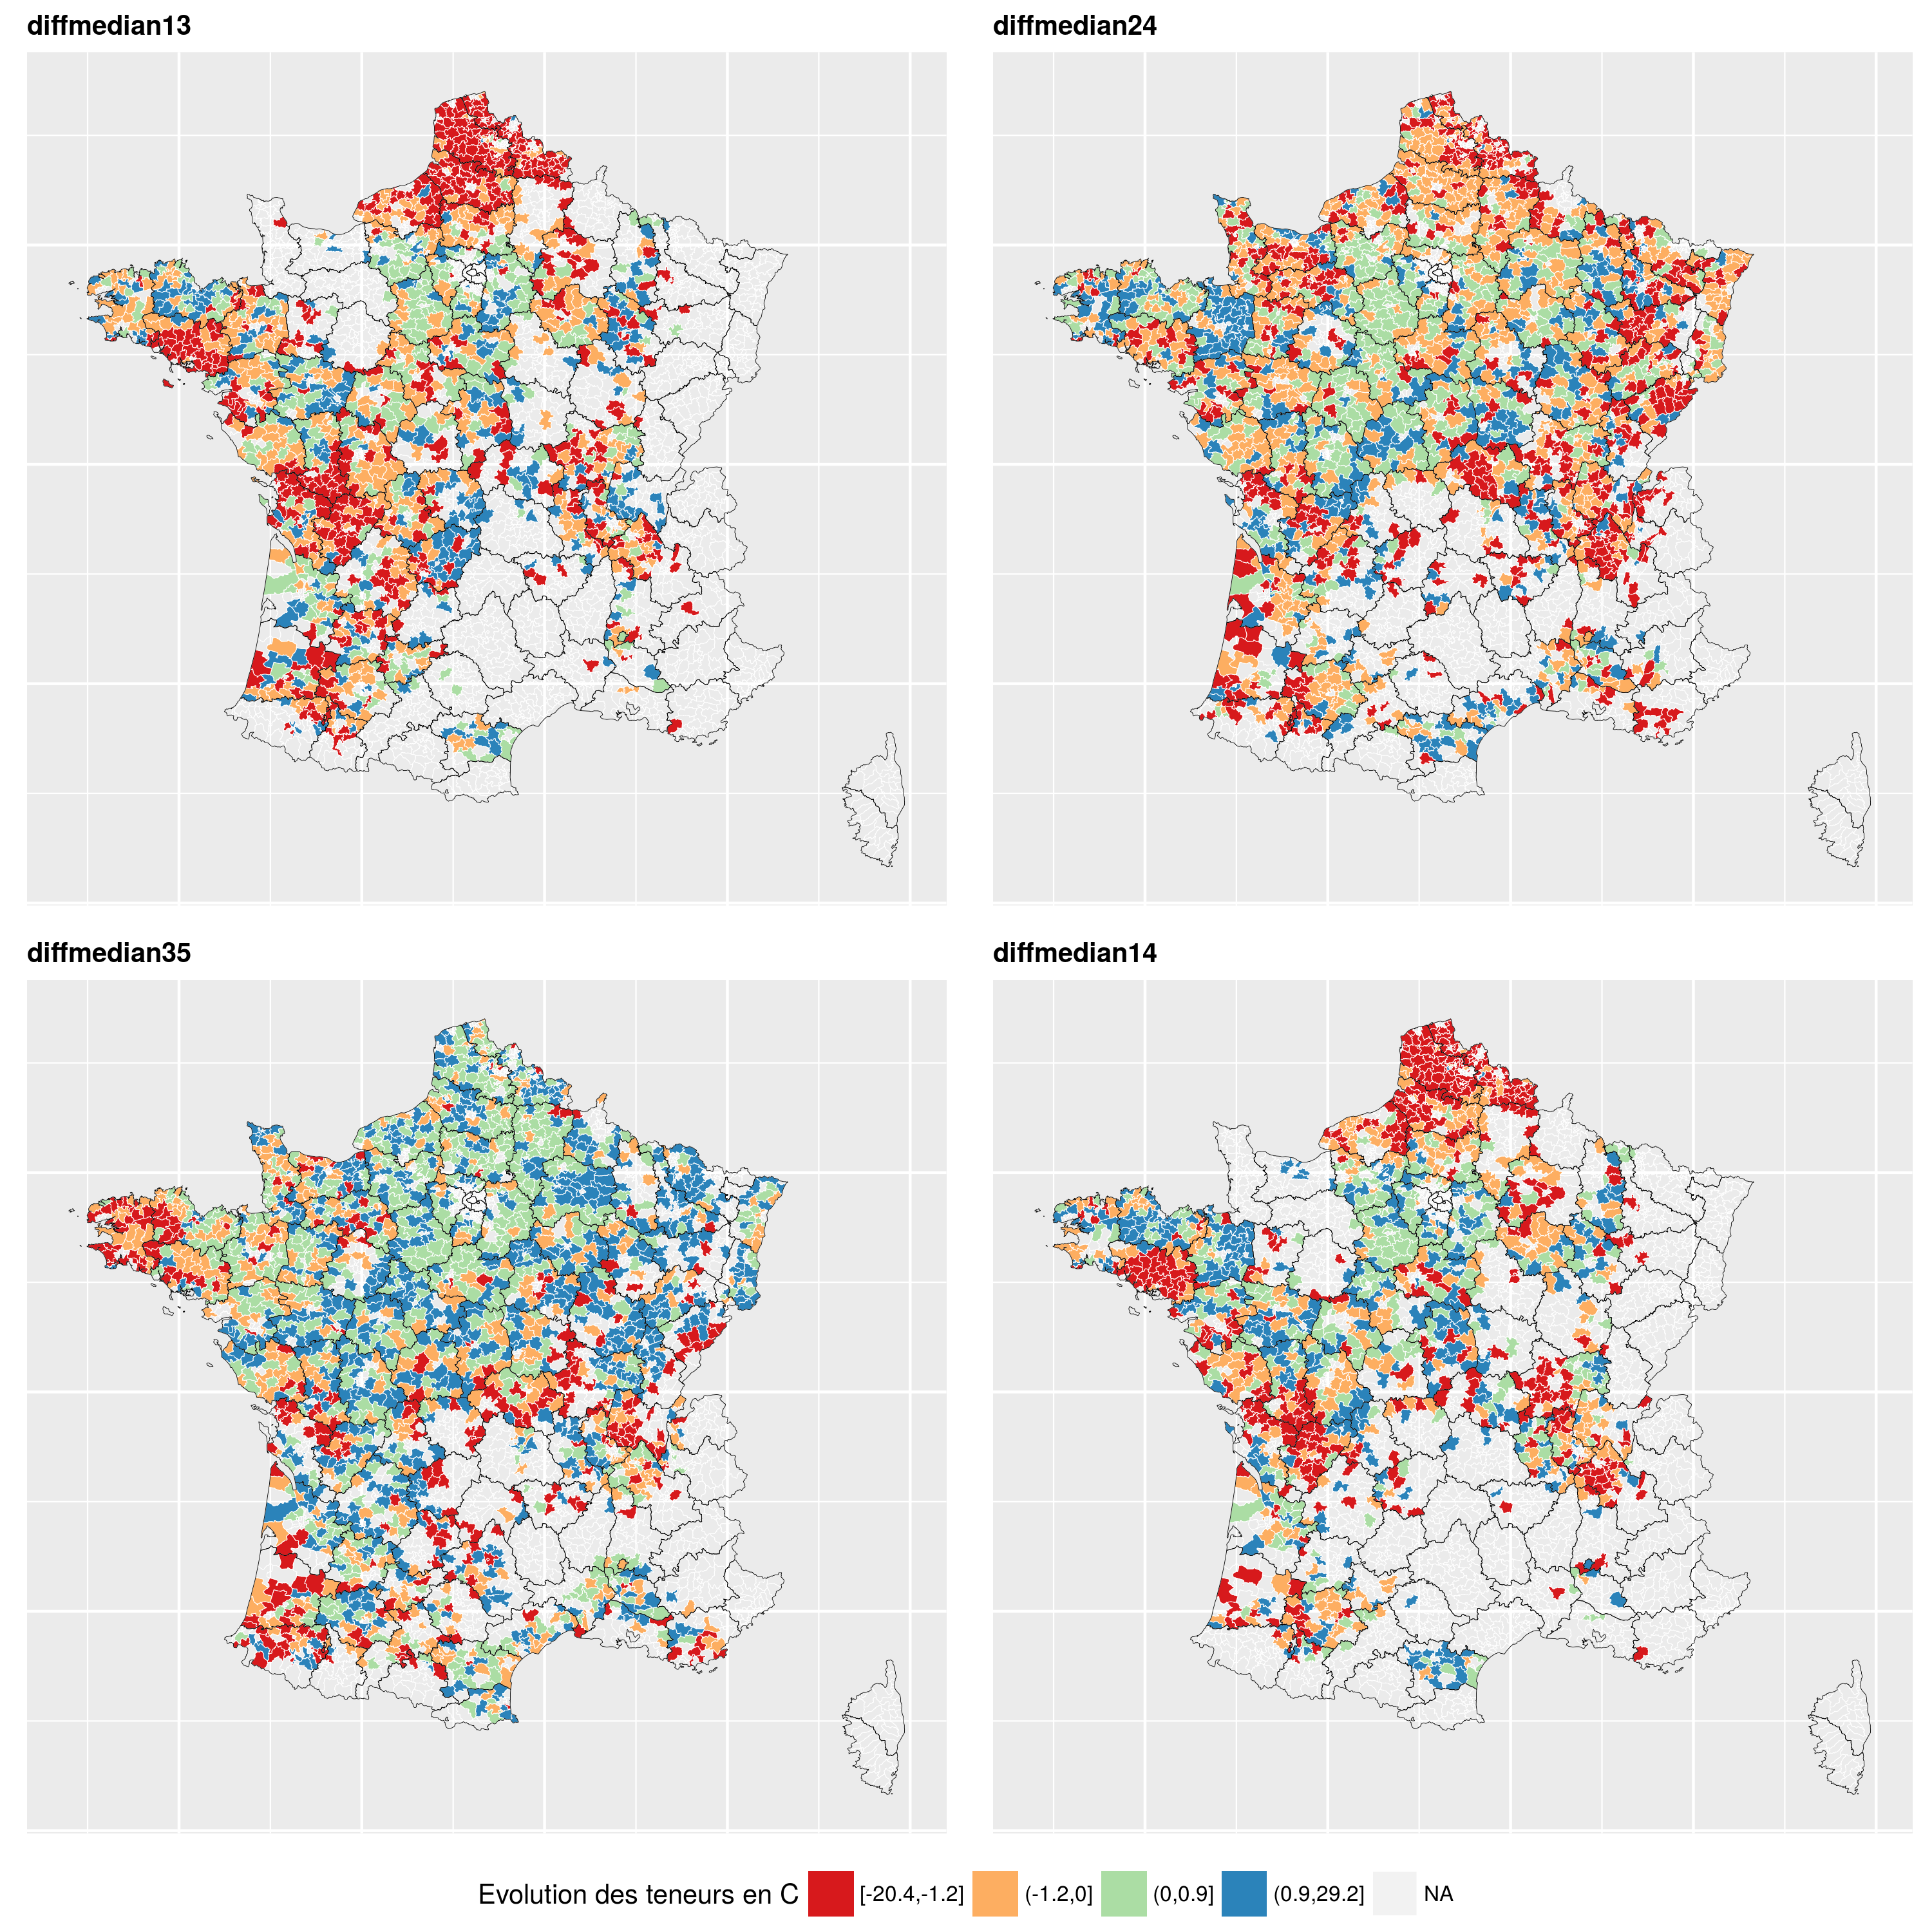 diffmedian13
diffmedian24
diffmedian35
diffmedian14
Evolution des teneurs en C [-20.4,-1.2] (-1.2,0] (0,0.9] (0.9,29.2] NA